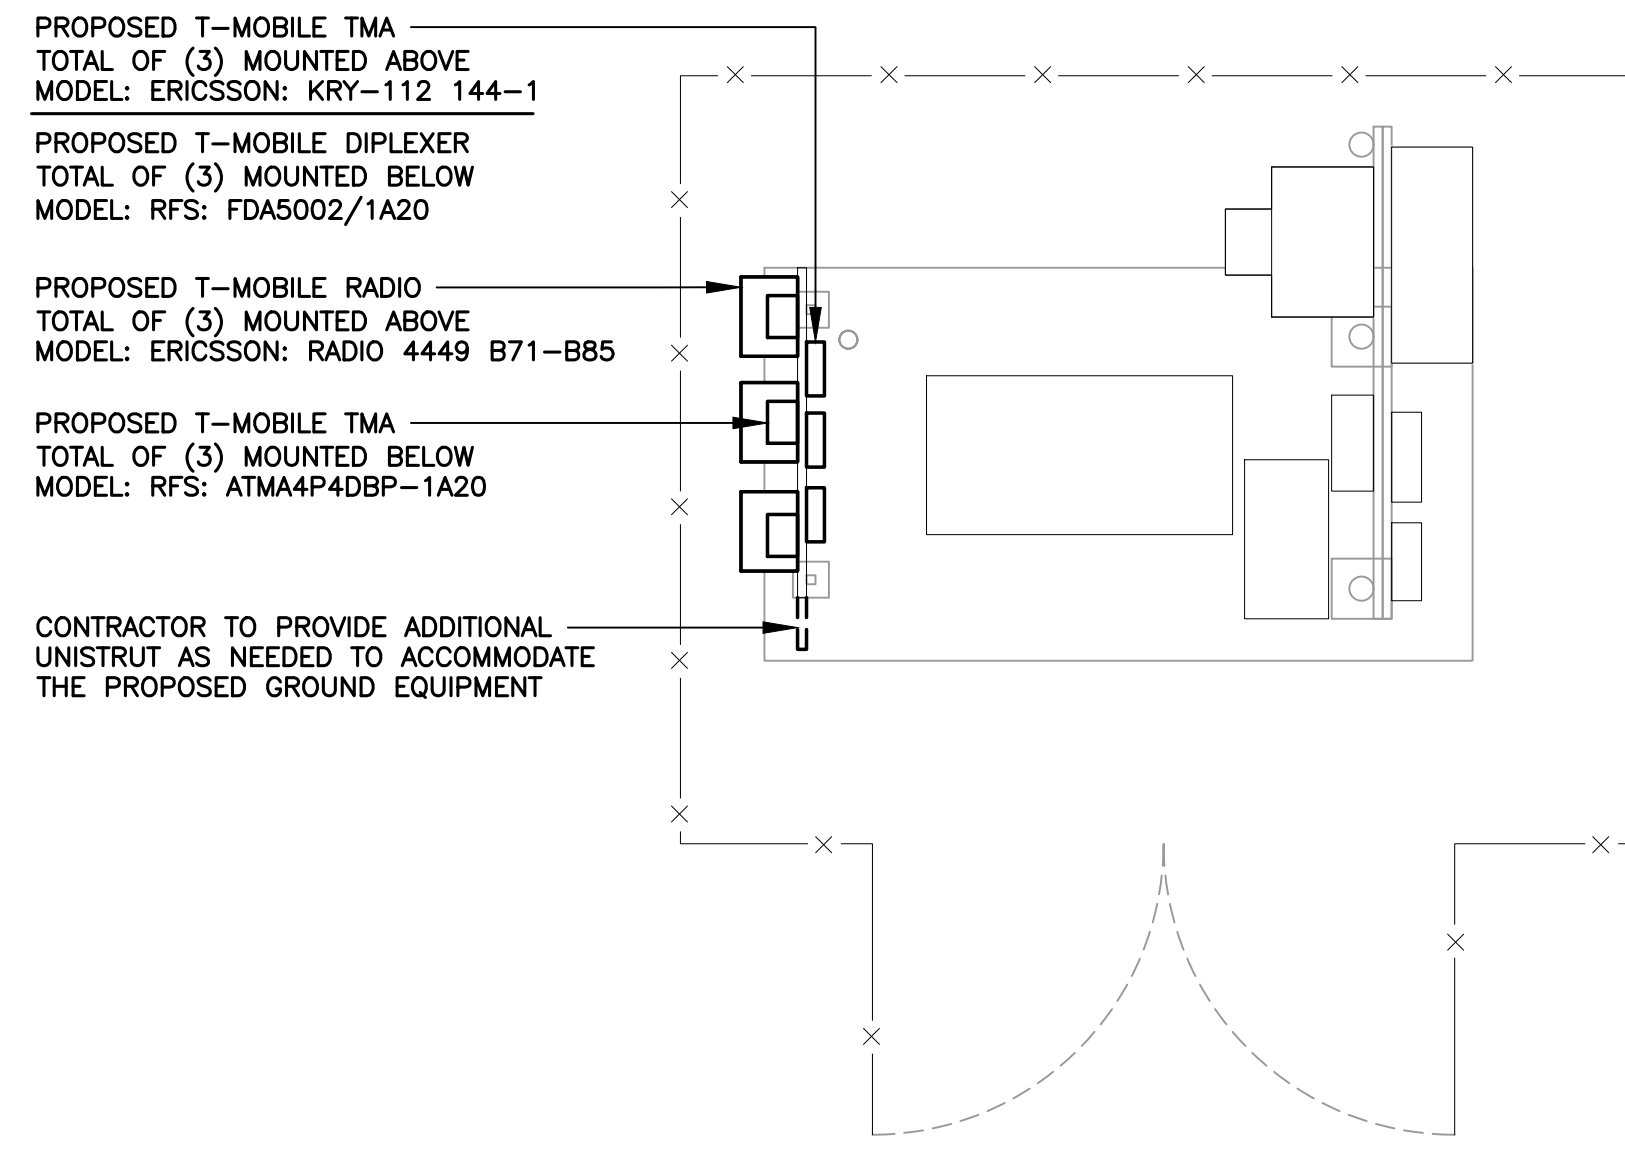 PROPOSED T-MOBILE TMA
TOTAL OF (3) MOUNTED ABOVE
MODEL: ERICSSON: KRY-112 144-1
PROPOSED T-MOBILE DIPLEXER
TOTAL OF (3) MOUNTED BELOW
MODEL: RFS: FDA5002/1A20
PROPOSED T-MOBILE RADIO
TOTAL OF (3) MOUNTED ABOVE
MODEL: ERICSSON: RADIO 4449 B71-B85
PROPOSED T-MOBILE TMA
TOTAL OF (3) MOUNTED BELOW
MODEL: RFS: ATMA4P4DBP-1A20
CONTRACTOR TO PROVIDE ADDITIONAL
UNISTRUT AS NEEDED TO ACCOMMODATE
THE PROPOSED GROUND EQUIPMENT